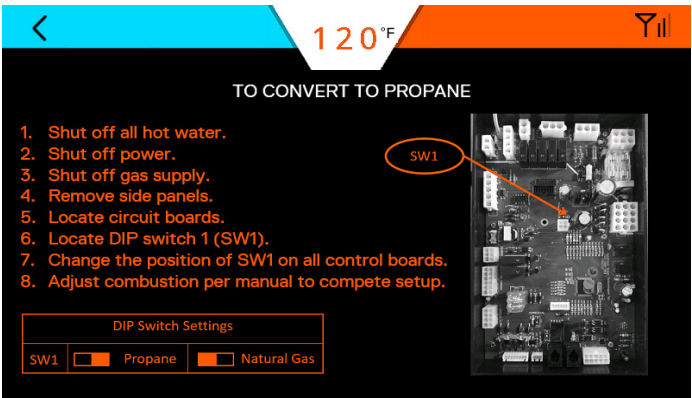 120°F
TO CONVERT TO PROPANE
1. Shut off all hot water.
2. Shut off power.
3. Shut off gas supply.
4. Remove side panels.
5. Locate circuit boards.
6. Locate DIP switch 1 (SW1).
7. Change the position of SW1 on all control boards.
8. Adjust combustion per manual to compete setup.
SW1
DIP Switch Settings
SW1 Propane Natural Gas